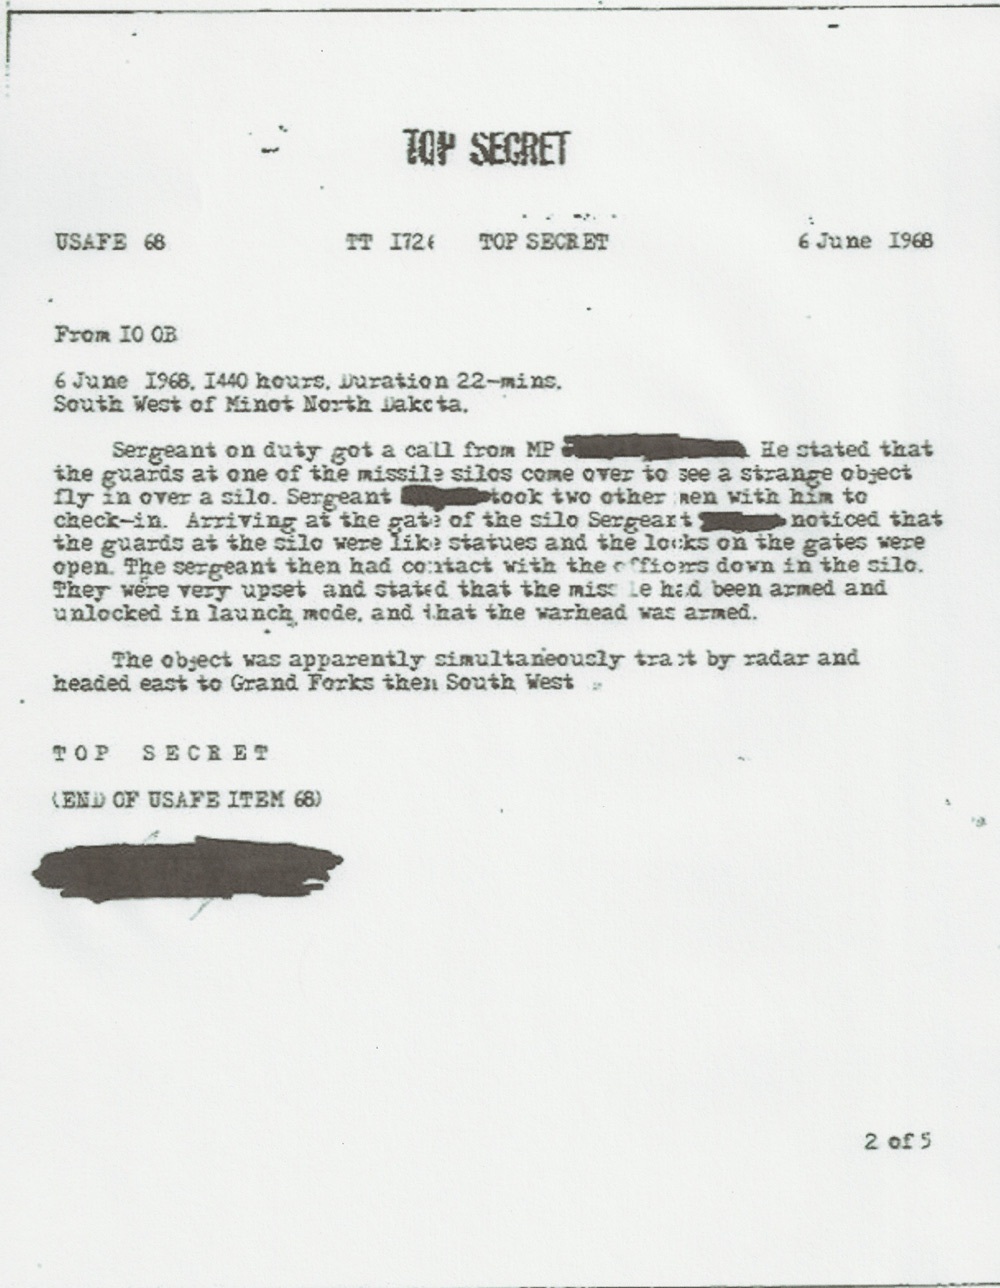 TOP SECRET
USAFE 68 TT I726 TOP SECRET 6 June I968
From IO OB
6 June I968, I440 hours, Duration 22-mins.
South West of Minot North Dakota.
Sergeant on duty got a call from MP . He stated that
the guards at one of the missile silos come over to see a strange object
fly in over a silo. Sergeant took two other men with him to
check-in. Arriving at the gate of the silo Sergeart noticed that
the guards at the silo were like statues and the locks on the gates were
open. The sergeant then had contact with the officers down in the silo.
They were very upset and stated that the missile had been armed and
unlocked in launch mode, and that the warhead was armed.
The object was apparently simultaneously tract by radar and
headed east to Grand Forks then South West
TOP SECRET
(END OF USAFE ITEM 68)
2 of 5